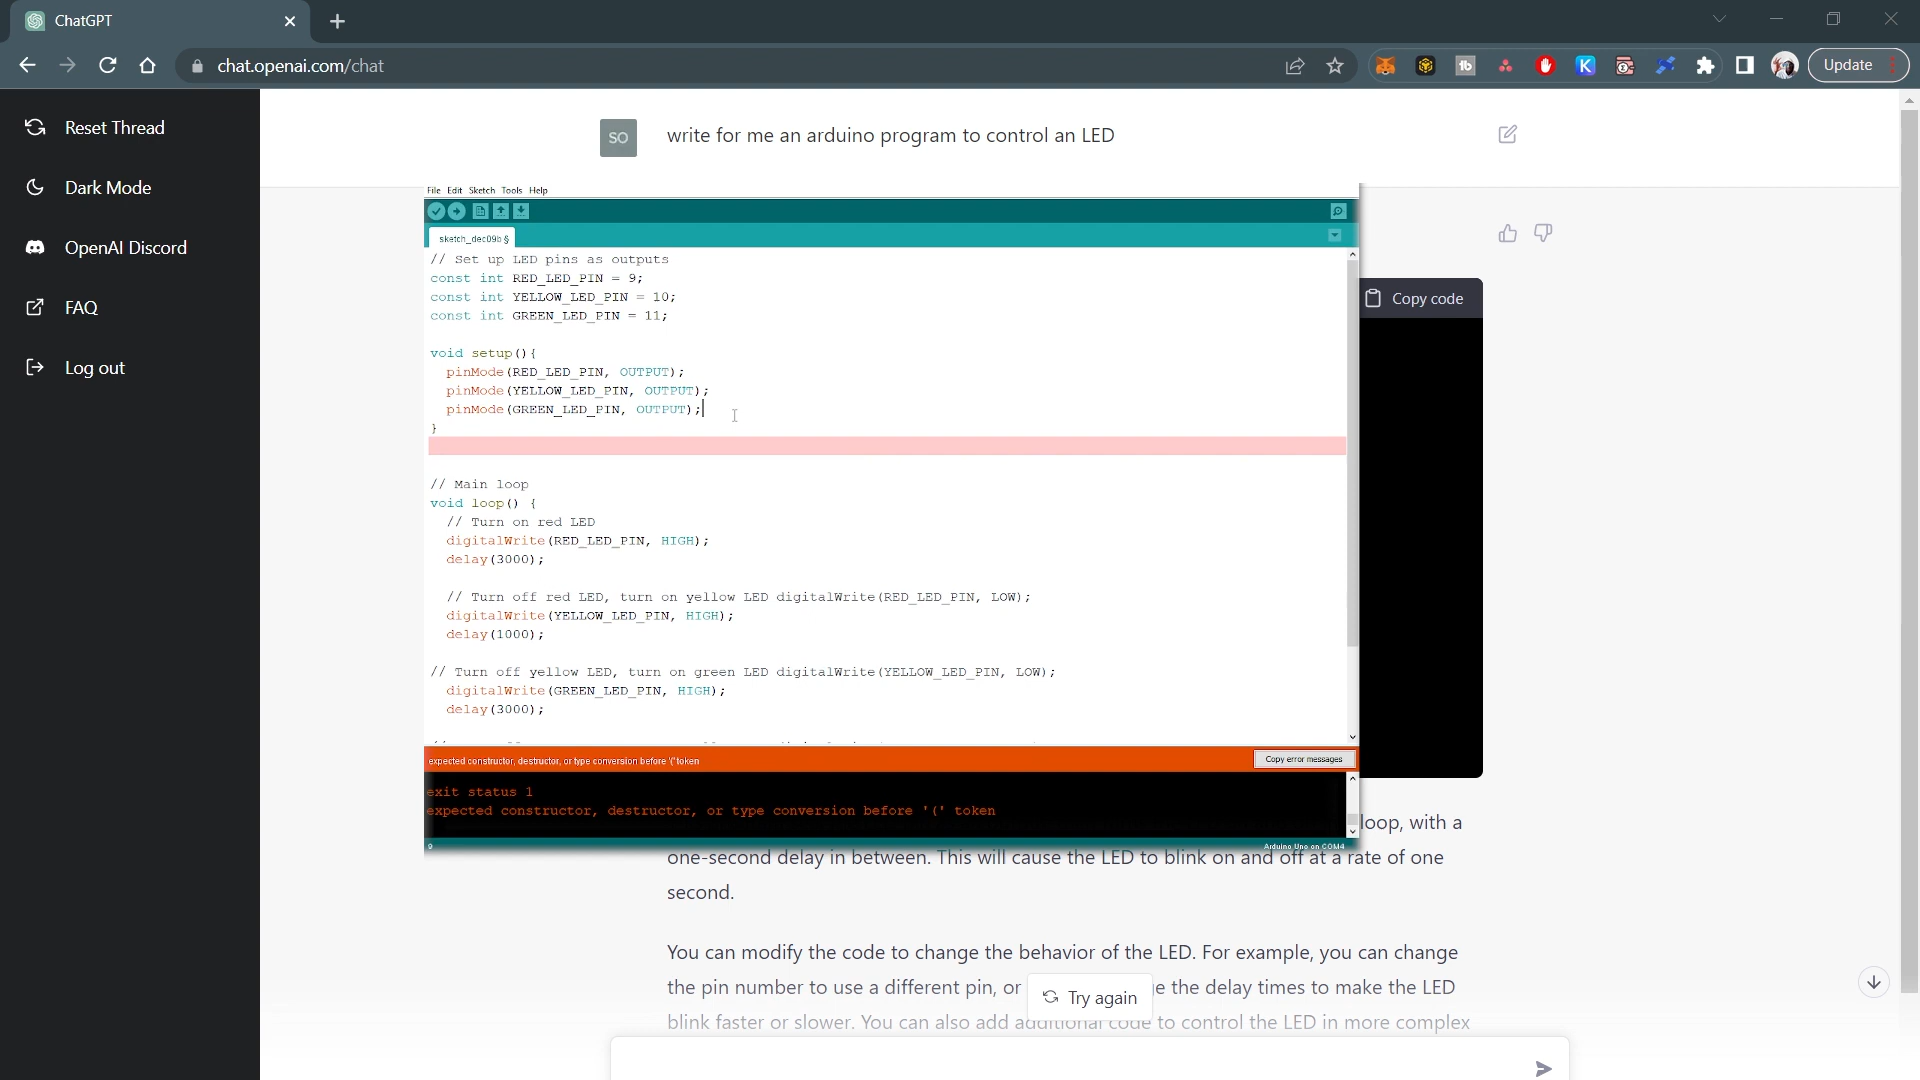 ChatGPT
chat.openai.com/chat
Update
Reset Thread
Dark Mode
OpenAI Discord
FAQ
Log out
SO
write for me an arduino program to control an LED
File Edit Sketch Tools Help
sketch_dec09b §
// Set up LED pins as outputs
const int RED_LED_PIN = 9;
const int YELLOW_LED_PIN = 10;
const int GREEN_LED_PIN = 11;
void setup(){
pinMode(RED_LED_PIN, OUTPUT);
pinMode(YELLOW_LED_PIN, OUTPUT);
pinMode(GREEN_LED_PIN, OUTPUT);
}
// Main loop
void loop() {
// Turn on red LED
digitalWrite(RED_LED_PIN, HIGH);
delay(3000);
// Turn off red LED, turn on yellow LED digitalWrite(RED_LED_PIN, LOW);
digitalWrite(YELLOW_LED_PIN, HIGH);
delay(1000);
// Turn off yellow LED, turn on green LED digitalWrite(YELLOW_LED_PIN, LOW);
digitalWrite(GREEN_LED_PIN, HIGH);
delay(3000);
expected constructor, destructor, or type conversion before '(' token
Copy error messages
exit status 1
expected constructor, destructor, or type conversion before '(' token
9
Arduino Uno on COM4
Copy code
loop, with a
one-second delay in between. This will cause the LED to blink on and off at a rate of one
second.
You can modify the code to change the behavior of the LED. For example, you can change
the pin number to use a different pin, or the delay times to make the LED
Try again
blink faster or slower. You can also add additional code to control the LED in more complex